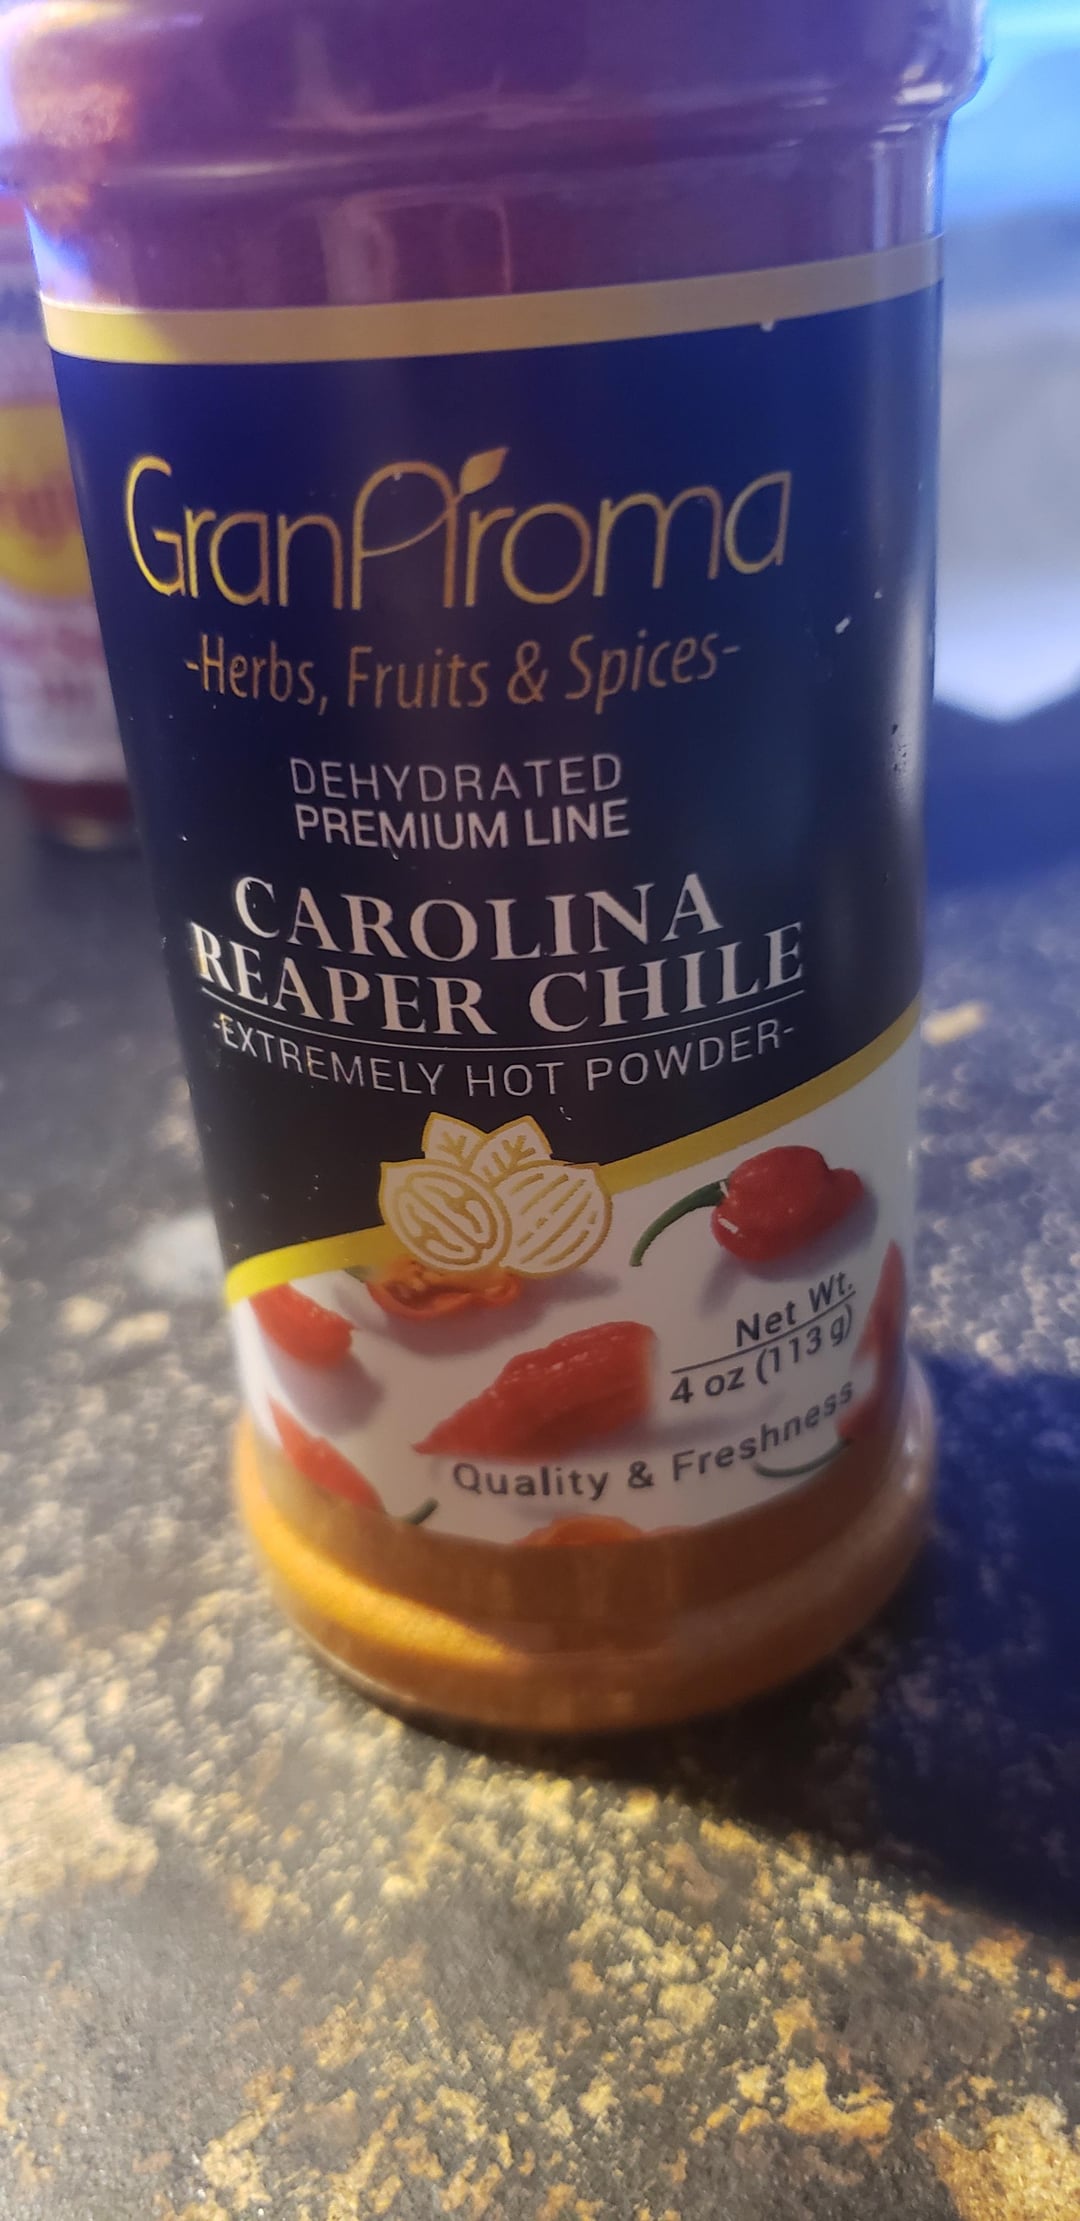 GranAroma
-Herbs, Fruits & Spices-
DEHYDRATED
PREMIUM LINE
CAROLINA
REAPER CHILE
-EXTREMELY HOT POWDER-
Net Wt.
4 oz (113 g)
Quality & Freshness